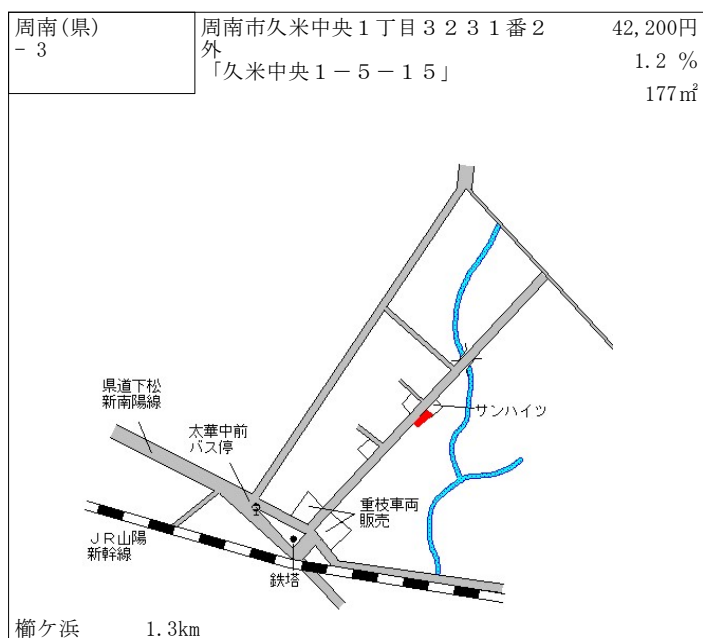 周南(県)
－3
周南市久米中央１丁目３２３１番２
外
「久米中央１－５－１５」
42,200円
1.2 %
177㎡
県道下松
新南陽線
太華中前
バス停
サンハイツ
重枝車両
販売
ＪＲ山陽
新幹線
鉄塔
櫛ケ浜 1.3km